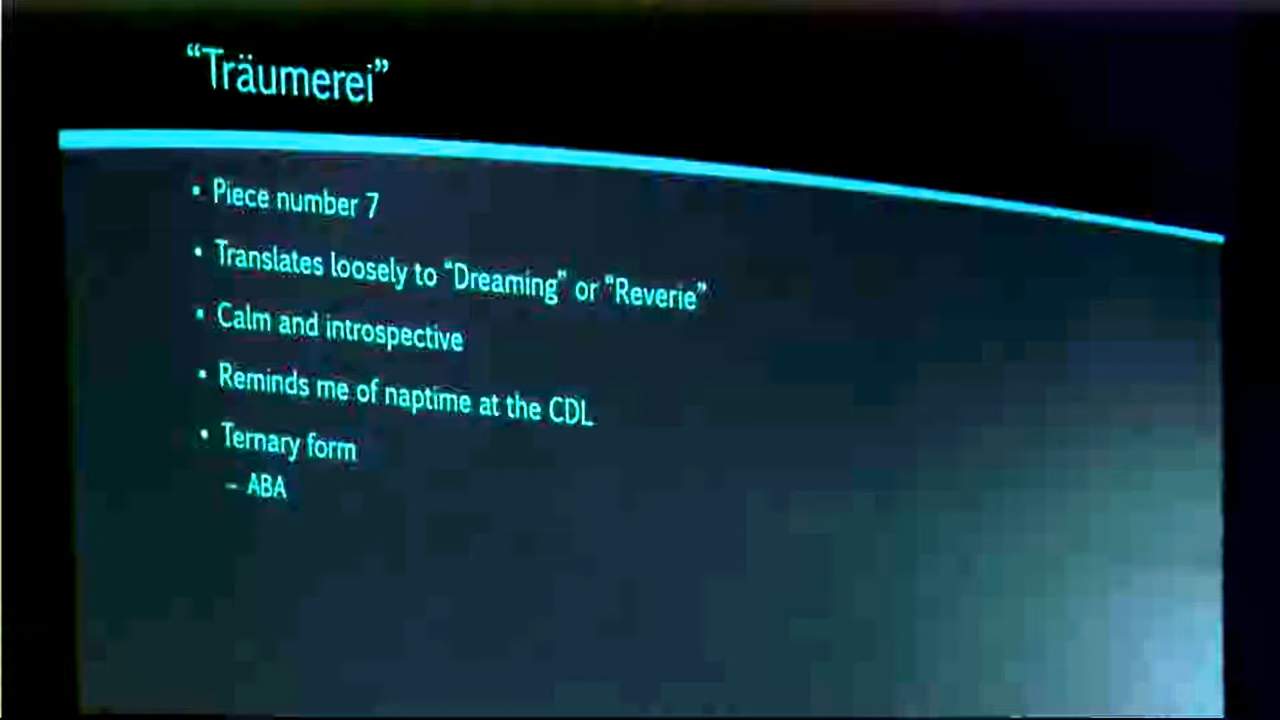 “Träumerei”
▪ Piece number 7
▪ Translates loosely to “Dreaming” or “Reverie”
▪ Calm and introspective
▪ Reminds me of naptime at the CDL
▪ Ternary form
– ABA